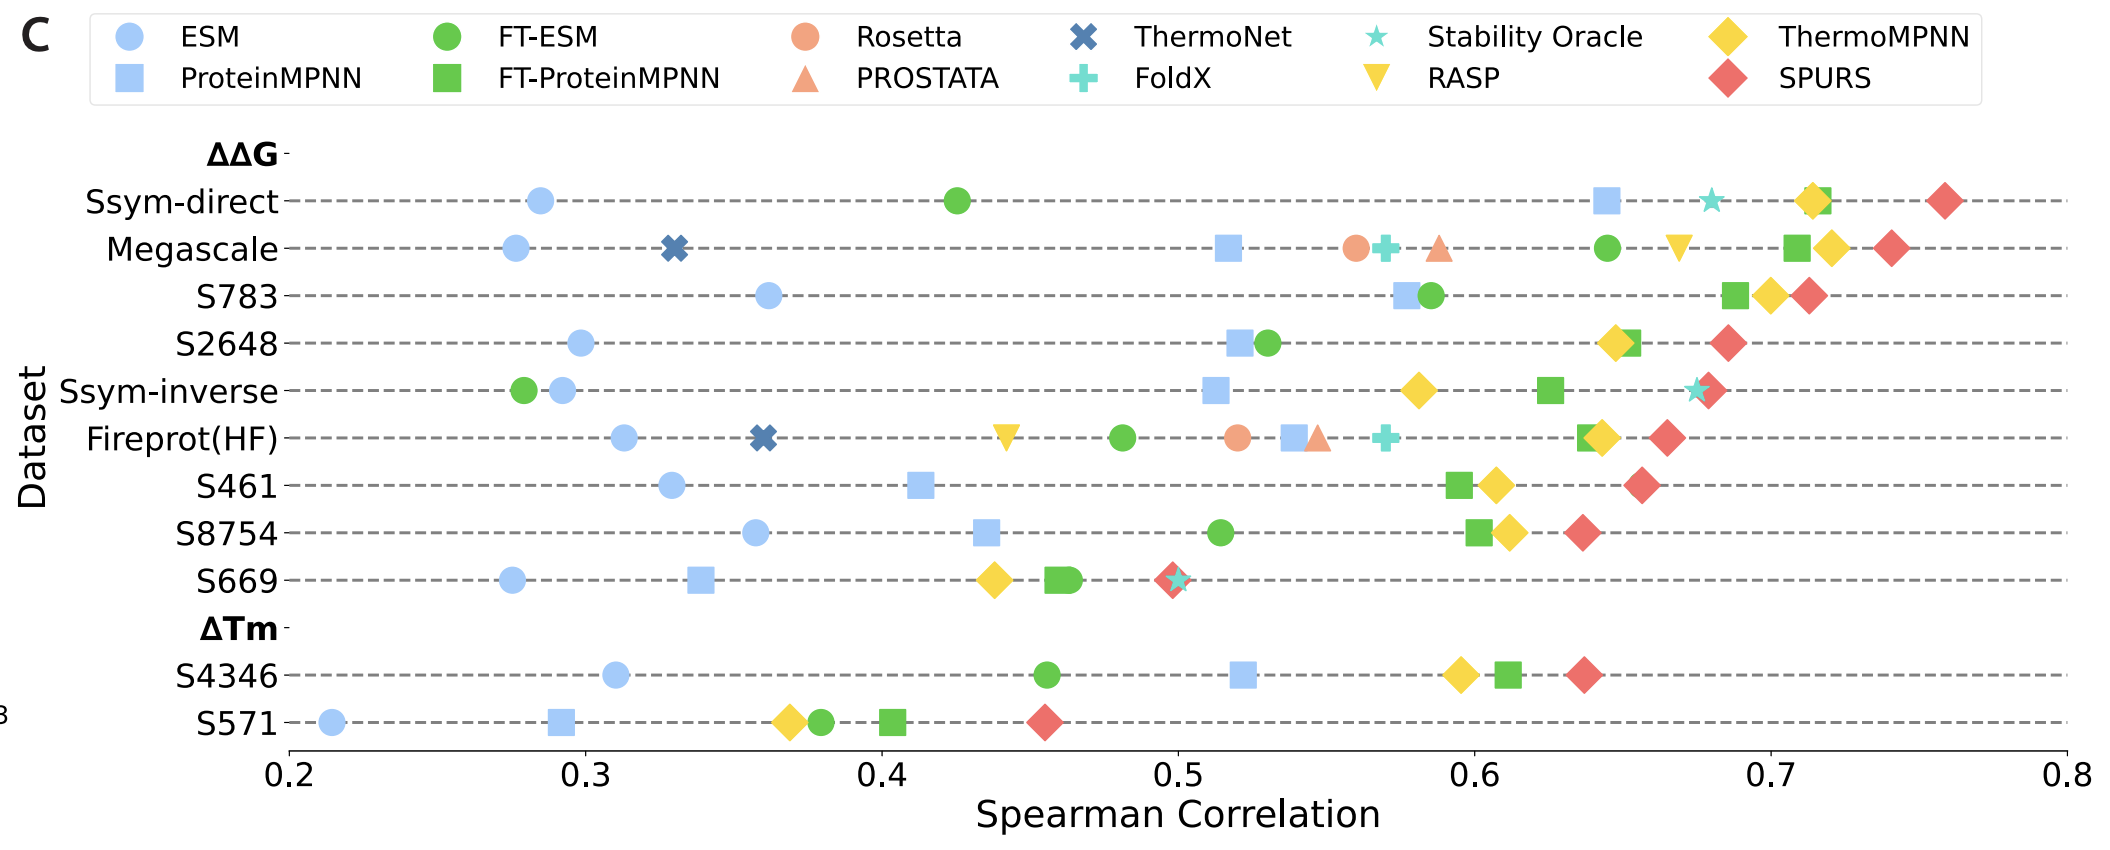 C
ESM FT-ESM Rosetta ThermoNet Stability Oracle ThermoMPNN
ProteinMPNN FT-ProteinMPNN PROSTATA FoldX RASP SPURS
ΔΔG
Ssym-direct
Megascale
S783
S2648
Ssym-inverse
Fireprot(HF)
S461
S8754
S669
ΔTm
S4346
S571
Dataset
3
0.2 0.3 0.4 0.5 0.6 0.7 0.8
Spearman Correlation